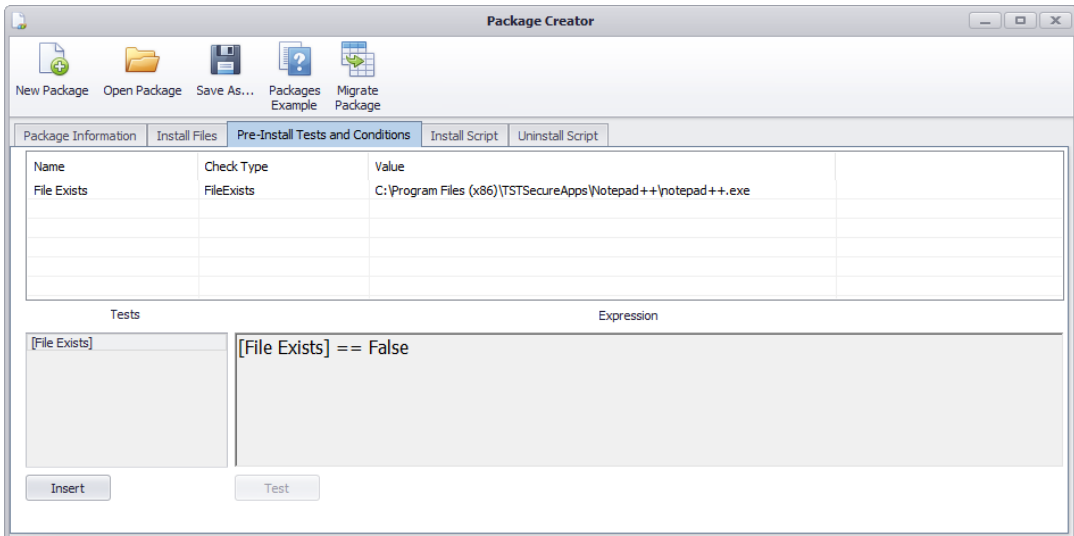 Package Creator
New Package Open Package Save As... Packages Example Migrate Package
Package Information Install Files Pre-Install Tests and Conditions Install Script Uninstall Script
Name Check Type Value
File Exists FileExists C:\Program Files (x86)\TSTSecureApps\Notepad++\notepad++.exe
Tests Expression
[File Exists] [File Exists] == False
Insert Test